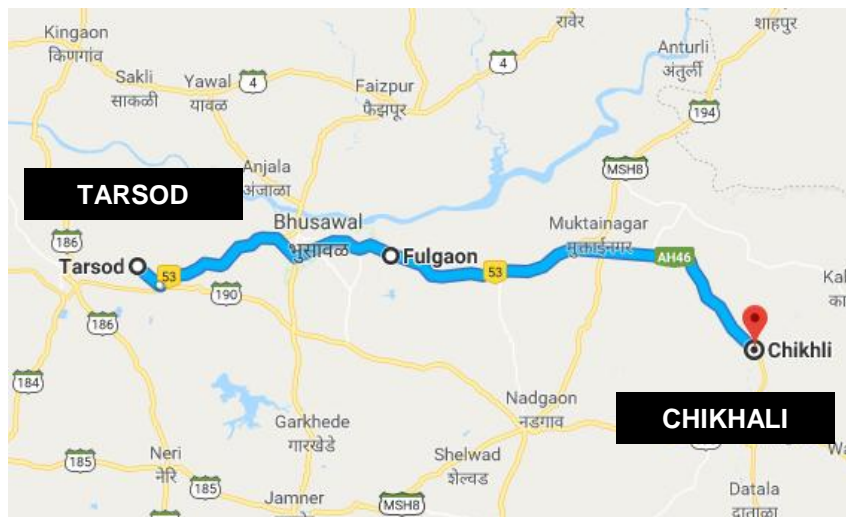 Kingaon
किणगांव
रावेर
शाहपुर
Sakli
साकळी
Yawal
यावळ
4
Faizpur
फैझपूर
4
Anturli
अंतुर्ली
194
Anjala
अंजाळा
MSH8
TARSOD
186
Bhusawal
भुसावळ
Muktainagar
मुक्ताईनगर
Tarsod
53
Fulgaon
53
AH46
190
186
Chikhli
184
Nadgaon
नडगाव
CHIKHALI
Garkhede
गारखेडे
185
Neri
नेरि
Shelwad
शेल्वड
185
Jamner
MSH8
Datala
दाताळा